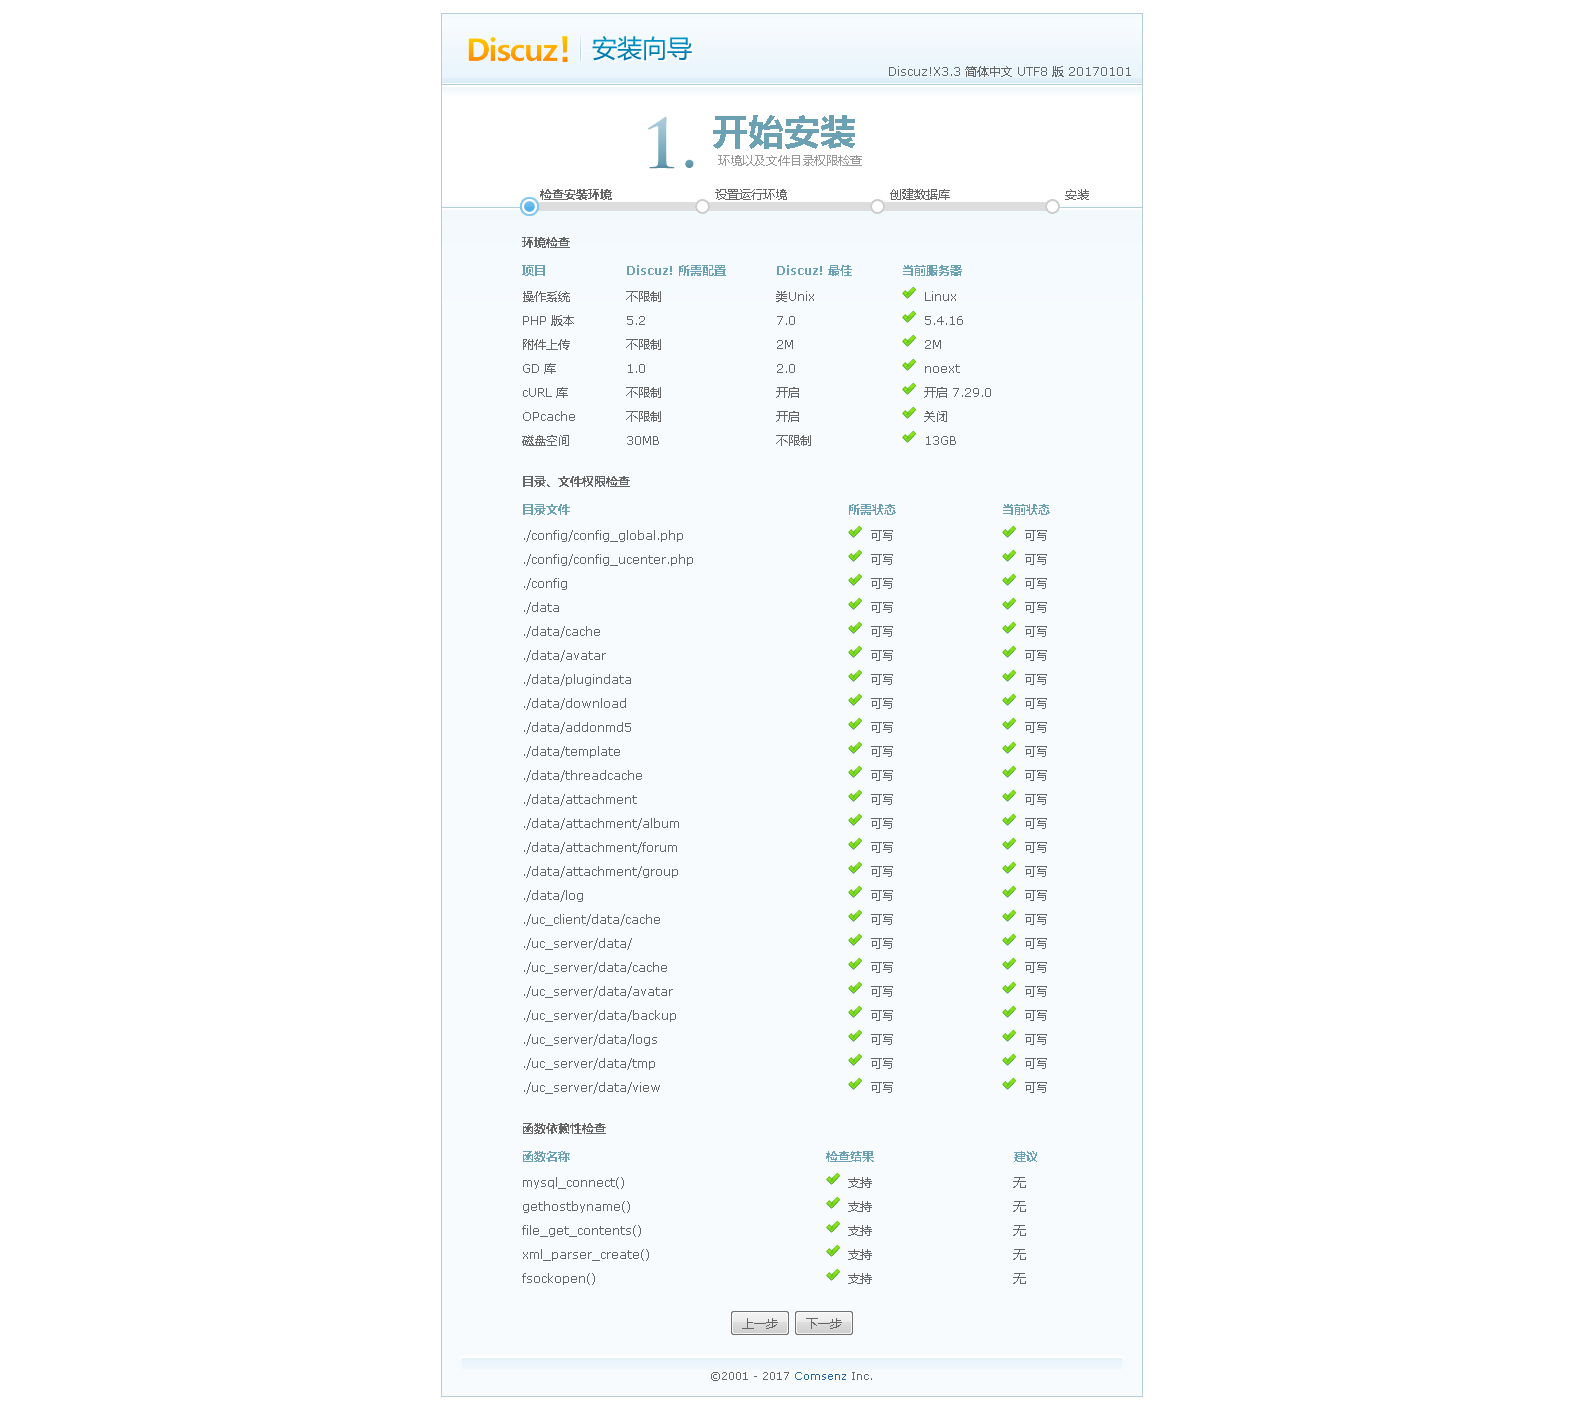 Discuz! 安装向导
Discuz!X3.3 简体中文 UTF8 版 20170101
1. 开始安装
环境以及文件目录权限检查
检查安装环境 设置运行环境 创建数据库 安装
环境检查
项目 Discuz! 所需配置 Discuz! 最佳 当前服务器
操作系统 不限制 类Unix Linux
PHP 版本 5.2 7.0 5.4.16
附件上传 不限制 2M 2M
GD 库 1.0 2.0 noext
cURL 库 不限制 开启 开启 7.29.0
OPcache 不限制 开启 关闭
磁盘空间 30MB 不限制 13GB
目录、文件权限检查
目录文件 所需状态 当前状态
./config/config_global.php 可写 可写
./config/config_ucenter.php 可写 可写
./config 可写 可写
./data 可写 可写
./data/cache 可写 可写
./data/avatar 可写 可写
./data/plugindata 可写 可写
./data/download 可写 可写
./data/addonmd5 可写 可写
./data/template 可写 可写
./data/threadcache 可写 可写
./data/attachment 可写 可写
./data/attachment/album 可写 可写
./data/attachment/forum 可写 可写
./data/attachment/group 可写 可写
./data/log 可写 可写
./uc_client/data/cache 可写 可写
./uc_server/data/ 可写 可写
./uc_server/data/cache 可写 可写
./uc_server/data/avatar 可写 可写
./uc_server/data/backup 可写 可写
./uc_server/data/logs 可写 可写
./uc_server/data/tmp 可写 可写
./uc_server/data/view 可写 可写
函数依赖性检查
函数名称 检查结果 建议
mysql_connect() 支持 无
gethostbyname() 支持 无
file_get_contents() 支持 无
xml_parser_create() 支持 无
fsockopen() 支持 无
上一步 下一步
©2001 - 2017 Comsenz Inc.